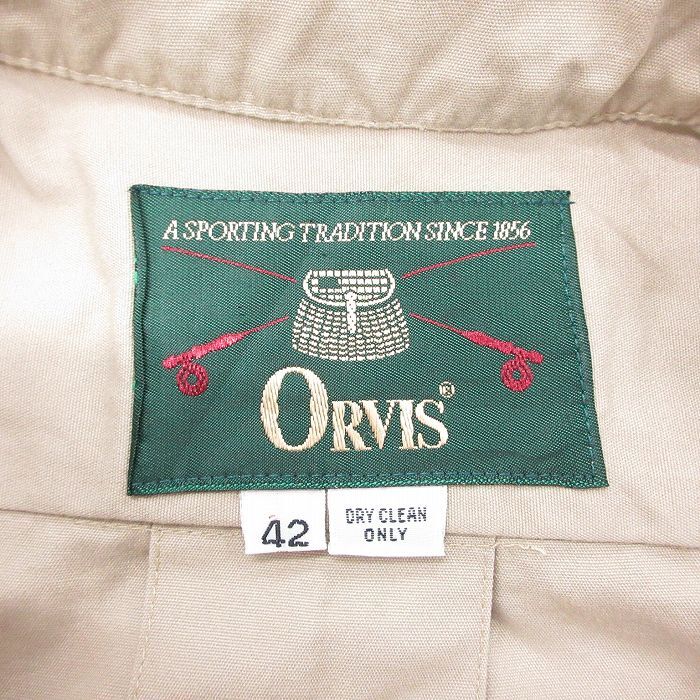 A SPORTING TRADITION SINCE 1856
ORVIS®
42
DRY CLEAN
ONLY